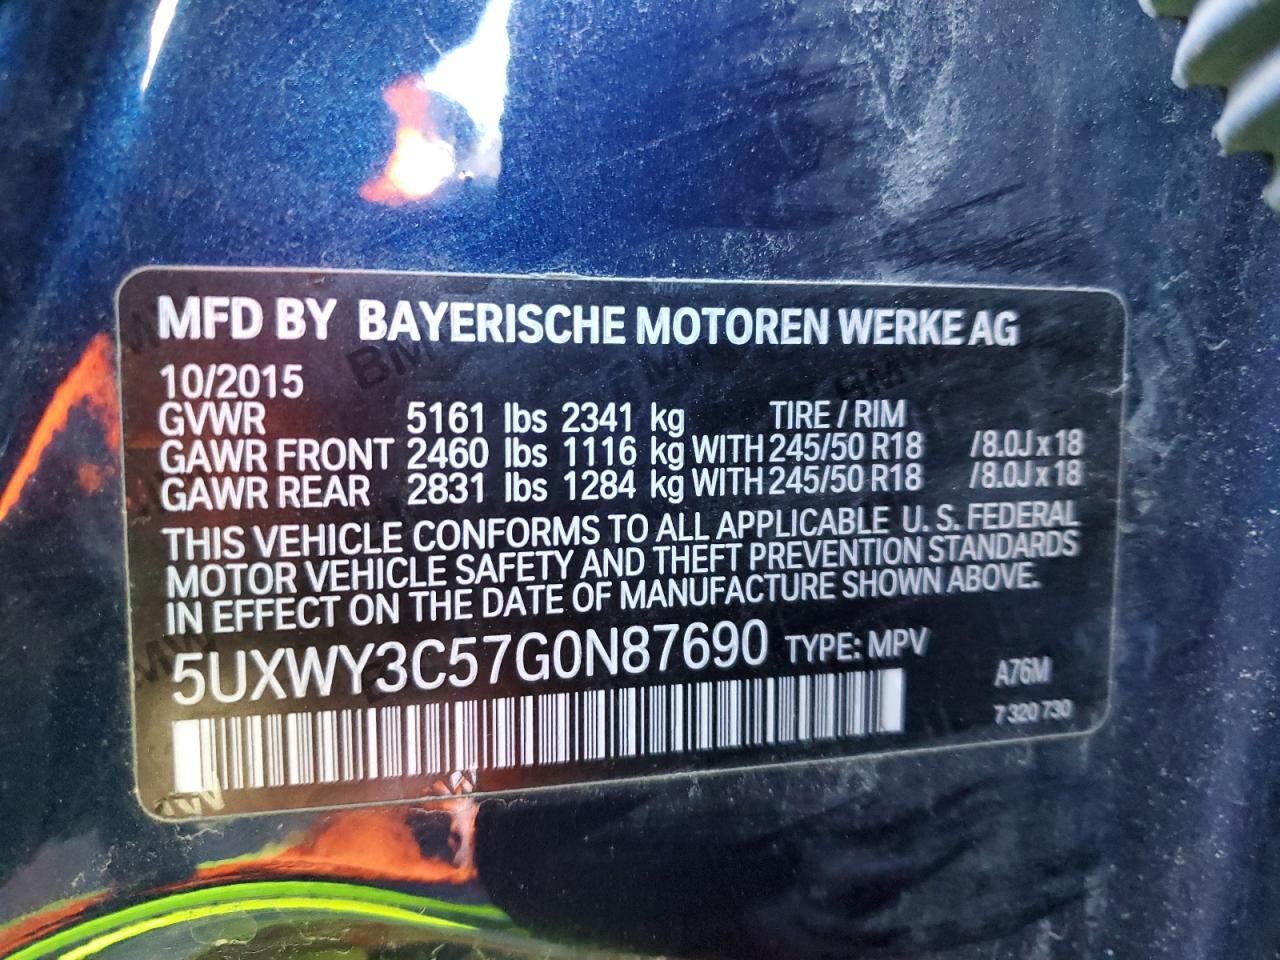 MFD BY BAYERISCHE MOTOREN WERKE AG
10/2015
GVWR 5161 lbs 2341 kg TIRE / RIM
GAWR FRONT 2460 lbs 1116 kg WITH 245/50 R18 /8.0J x 18
GAWR REAR 2831 lbs 1284 kg WITH 245/50 R18 /8.0J x 18
THIS VEHICLE CONFORMS TO ALL APPLICABLE U. S. FEDERAL
MOTOR VEHICLE SAFETY AND THEFT PREVENTION STANDARDS
IN EFFECT ON THE DATE OF MANUFACTURE SHOWN ABOVE.
5UXWY3C57G0N87690 TYPE: MPV
A76M
7 320 730